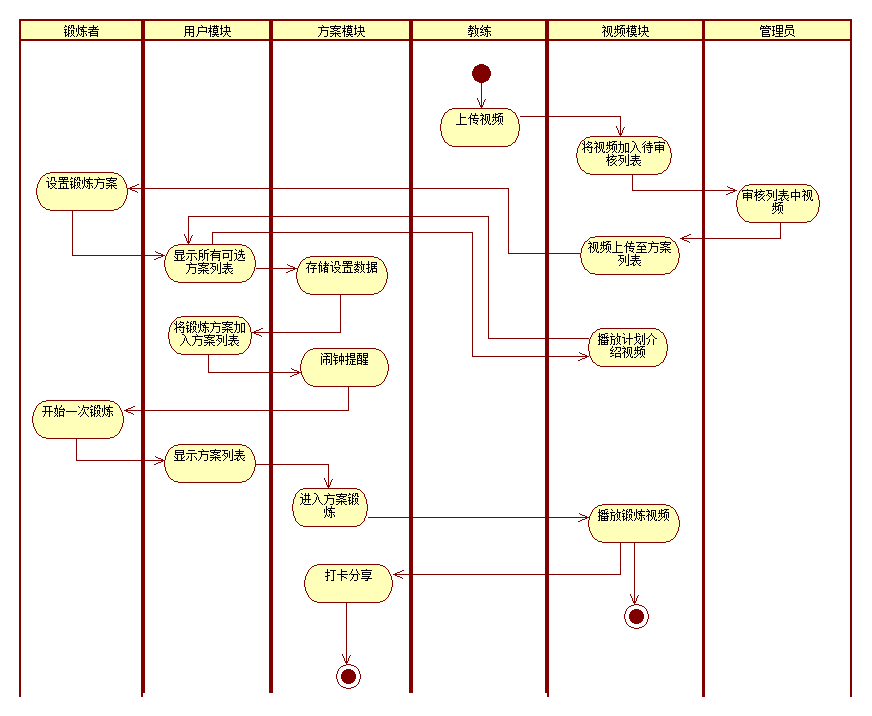 锻炼者
用户模块
方案模块
教练
视频模块
管理员
上传视频
将视频加入待审
核列表
设置锻炼方案
审核列表中视
频
显示所有可选
方案列表
视频上传至方案
列表
存储设置数据
将锻炼方案加
入方案列表
播放计划介
绍视频
闹钟提醒
开始一次锻炼
显示方案列表
进入方案锻
炼
播放锻炼视频
打卡分享